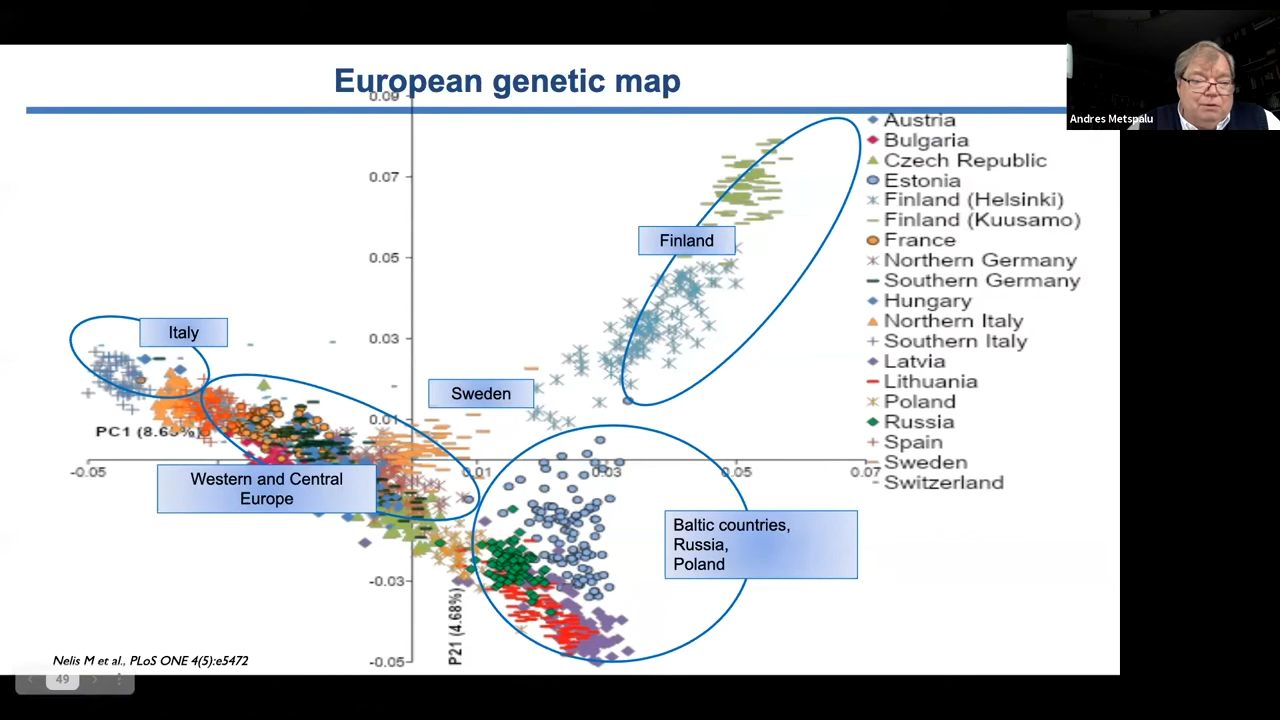 European genetic map
Andres Metspalu
0.09
0.07
0.05
0.03
0.01
-0.03
-0.05
-0.05
0.01
0.03
0.05
0.07
PC1 (8.63%)
P21 (4.68%)
Italy
Finland
Sweden
Western and Central
Europe
Baltic countries,
Russia,
Poland
Austria
Bulgaria
Czech Republic
Estonia
Finland (Helsinki)
Finland (Kuusamo)
France
Northern Germany
Southern Germany
Hungary
Northern Italy
Southern Italy
Latvia
Lithuania
Poland
Russia
Spain
Sweden
Switzerland
Nelis M et al., PLoS ONE 4(5):e5472
49